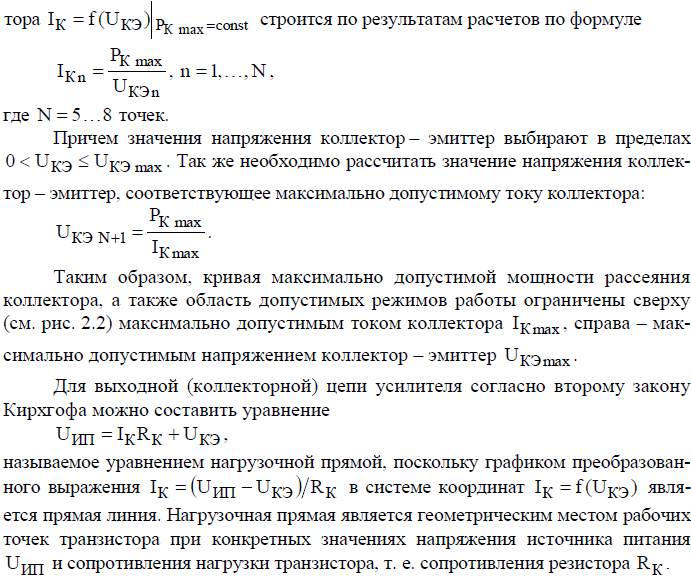 тора I_К = f(U_КЭ)|P_К max=const строится по результатам расчетов по формуле
I_Кn = P_К max / U_КЭn, n = 1,…,N,
где N = 5…8 точек.
Причем значения напряжения коллектор – эмиттер выбирают в пределах
0 < U_КЭ ≤ U_КЭ max. Так же необходимо рассчитать значение напряжения коллек-
тор – эмиттер, соответствующее максимально допустимому току коллектора:
U_КЭ N+1 = P_К max / I_К max.
Таким образом, кривая максимально допустимой мощности рассеяния
коллектора, а также область допустимых режимов работы ограничены сверху
(см. рис. 2.2) максимально допустимым током коллектора I_К max, справа – мак-
симально допустимым напряжением коллектор – эмиттер U_КЭ max.
Для выходной (коллекторной) цепи усилителя согласно второму закону
Кирхгофа можно составить уравнение
U_ИП = I_К R_К + U_КЭ,
называемое уравнением нагрузочной прямой, поскольку графиком преобразован-
ного выражения I_К = (U_ИП − U_КЭ)/R_К в системе координат I_К = f(U_КЭ) явля-
ется прямая линия. Нагрузочная прямая является геометрическим местом рабочих
точек транзистора при конкретных значениях напряжения источника питания
U_ИП и сопротивления нагрузки транзистора, т. е. сопротивления резистора R_К.